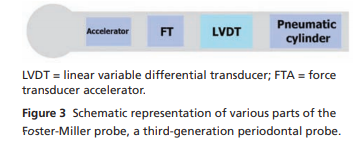 Accelerator FT LVDT Pneumatic cylinder
LVDT = linear variable differential transducer; FTA = force
transducer accelerator.
Figure 3 Schematic representation of various parts of the
Foster-Miller probe, a third-generation periodontal probe.